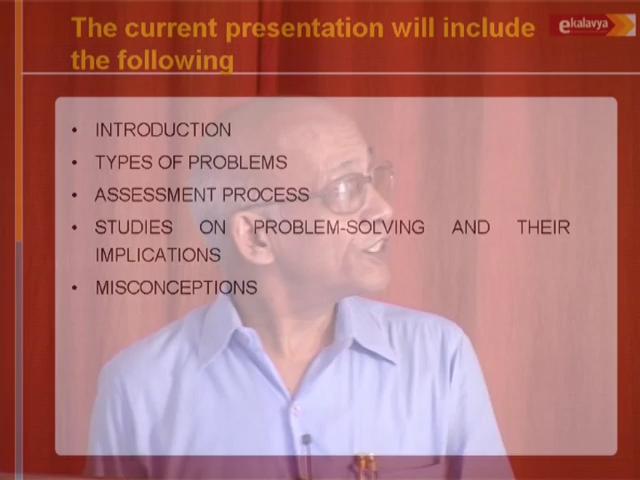 The current presentation will include
the following
ekalavya
• INTRODUCTION
• TYPES OF PROBLEMS
• ASSESSMENT PROCESS
• STUDIES ON PROBLEM-SOLVING AND THEIR
IMPLICATIONS
• MISCONCEPTIONS